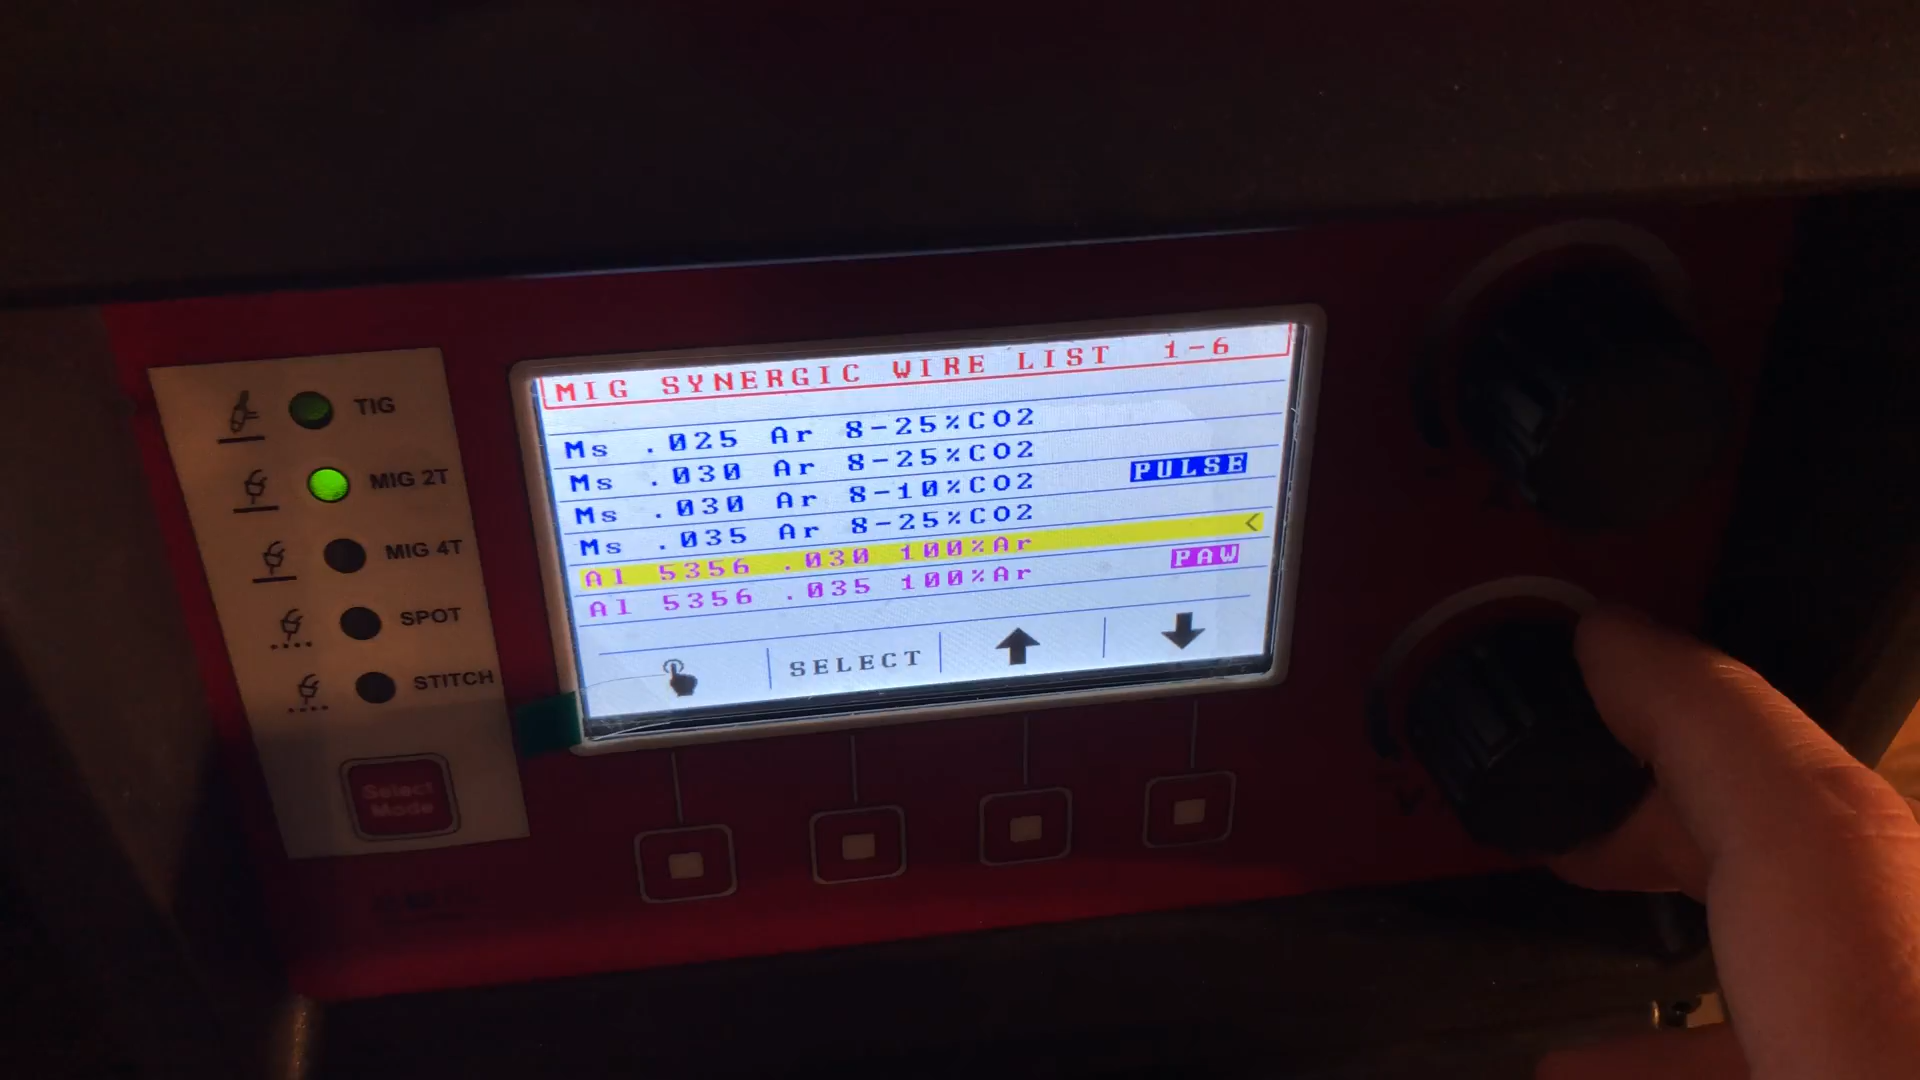 MIG SYNERGIC WIRE LIST 1-6
Ms .025 Ar 8-25%CO2
Ms .030 Ar 8-25%CO2
Ms .030 Ar 8-10%CO2 PULSE
Ms .035 Ar 8-25%CO2
Al 5356 .030 100%Ar <
Al 5356 .035 100%Ar PAW
SELECT
TIG
MIG 2T
MIG 4T
SPOT
STITCH
Select
Mode